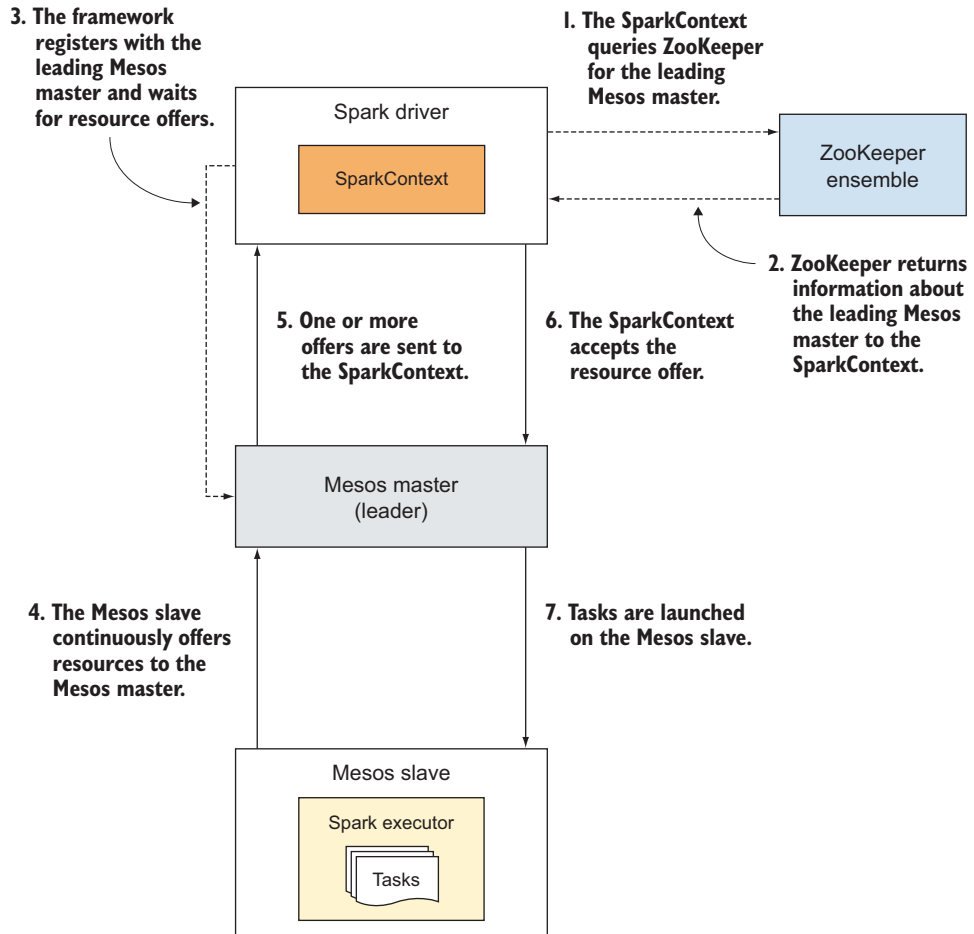 3. The framework
registers with the
leading Mesos
master and waits
for resource offers.
1. The SparkContext
queries ZooKeeper
for the leading
Mesos master.
Spark driver
SparkContext
ZooKeeper
ensemble
2. ZooKeeper returns
information about
the leading Mesos
master to the
SparkContext.
5. One or more
offers are sent to
the SparkContext.
6. The SparkContext
accepts the
resource offer.
Mesos master
(leader)
4. The Mesos slave
continuously offers
resources to the
Mesos master.
7. Tasks are launched
on the Mesos slave.
Mesos slave
Spark executor
Tasks